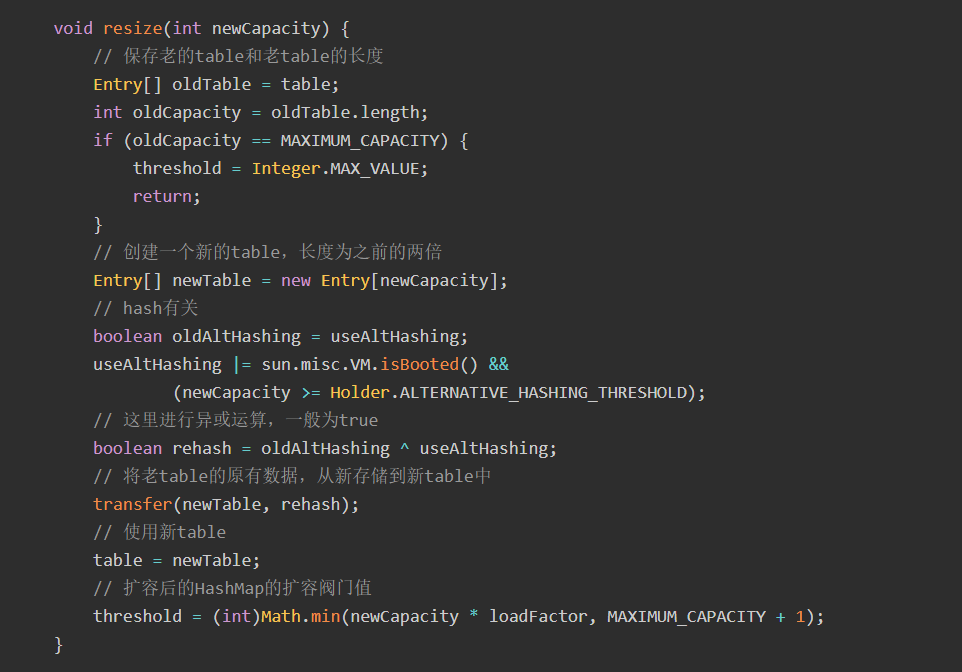 void resize(int newCapacity) {
    // 保存老的table和老table的长度
    Entry[] oldTable = table;
    int oldCapacity = oldTable.length;
    if (oldCapacity == MAXIMUM_CAPACITY) {
        threshold = Integer.MAX_VALUE;
        return;
    }
    // 创建一个新的table，长度为之前的两倍
    Entry[] newTable = new Entry[newCapacity];
    // hash有关
    boolean oldAltHashing = useAltHashing;
    useAltHashing |= sun.misc.VM.isBooted() &&
            (newCapacity >= Holder.ALTERNATIVE_HASHING_THRESHOLD);
    // 这里进行异或运算，一般为true
    boolean rehash = oldAltHashing ^ useAltHashing;
    // 将老table的原有数据，从新存储到新table中
    transfer(newTable, rehash);
    // 使用新table
    table = newTable;
    // 扩容后的HashMap的扩容阀门值
    threshold = (int)Math.min(newCapacity * loadFactor, MAXIMUM_CAPACITY + 1);
}